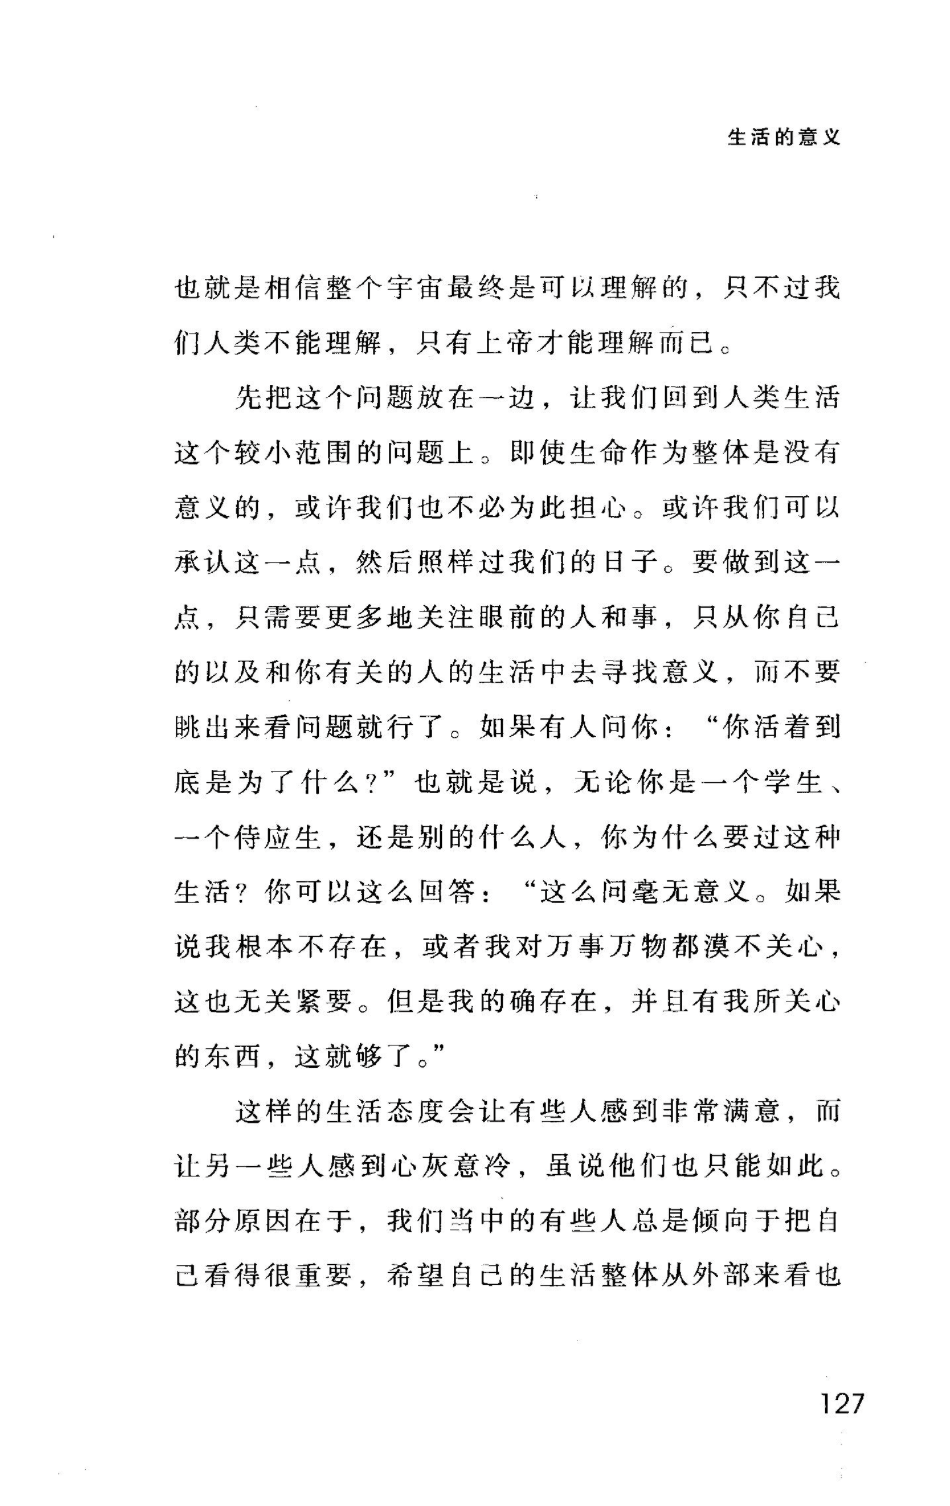 生活的意义
也就是相信整个宇宙最终是可以理解的，只不过我
们人类不能理解，只有上帝才能理解而已。
先把这个问题放在一边，让我们回到人类生活
这个较小范围的问题上。即使生命作为整体是没有
意义的，或许我们也不必为此担心。或许我们可以
承认这一点，然后照样过我们的日子。要做到这一
点，只需要更多地关注眼前的人和事，只从你自己
的以及和你有关的人的生活中去寻找意义，而不要
眺出来看问题就行了。如果有人问你：“你活着到
底是为了什么？”也就是说，无论你是一个学生、
一个侍应生，还是别的什么人，你为什么要过这种
生活？你可以这么回答：“这么问毫无意义。如果
说我根本不存在，或者我对万事万物都漠不关心，
这也无关紧要。但是我的确存在，并且有我所关心
的东西，这就够了。”
这样的生活态度会让有些人感到非常满意，而
让另一些人感到心灰意冷，虽说他们也只能如此。
部分原因在于，我们当中的有些人总是倾向于把自
己看得很重要，希望自己的生活整体从外部来看也
127